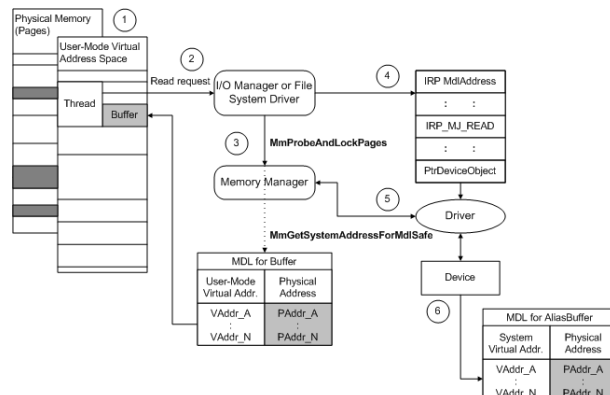 Physical Memory
(Pages)
1
User-Mode Virtual
Address Space
Thread
Buffer
2
Read request
I/O Manager or File
System Driver
3
MmProbeAndLockPages
4
IRP MdlAddress
: :
IRP_MJ_READ
: :
PtrDeviceObject
Memory Manager
5
Driver
MmGetSystemAddressForMdlSafe
MDL for Buffer
User-Mode
Virtual Addr.
Physical
Address
VAddr_A
:
VAddr_N
PAddr_A
:
PAddr_N
Device
6
MDL for AliasBuffer
System
Virtual Addr.
Physical
Address
VAddr_A
:
VAddr_N
PAddr_A
:
PAddr_N